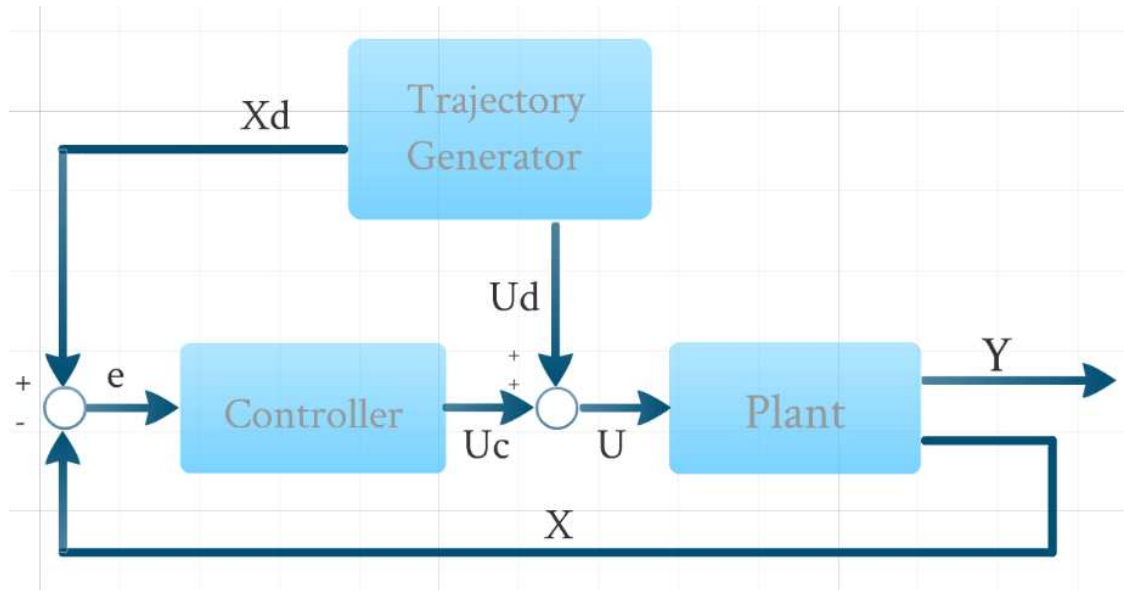 Trajectory
Generator
Xd
Ud
+
+
+
-
e
Controller
Uc
U
Plant
Y
X